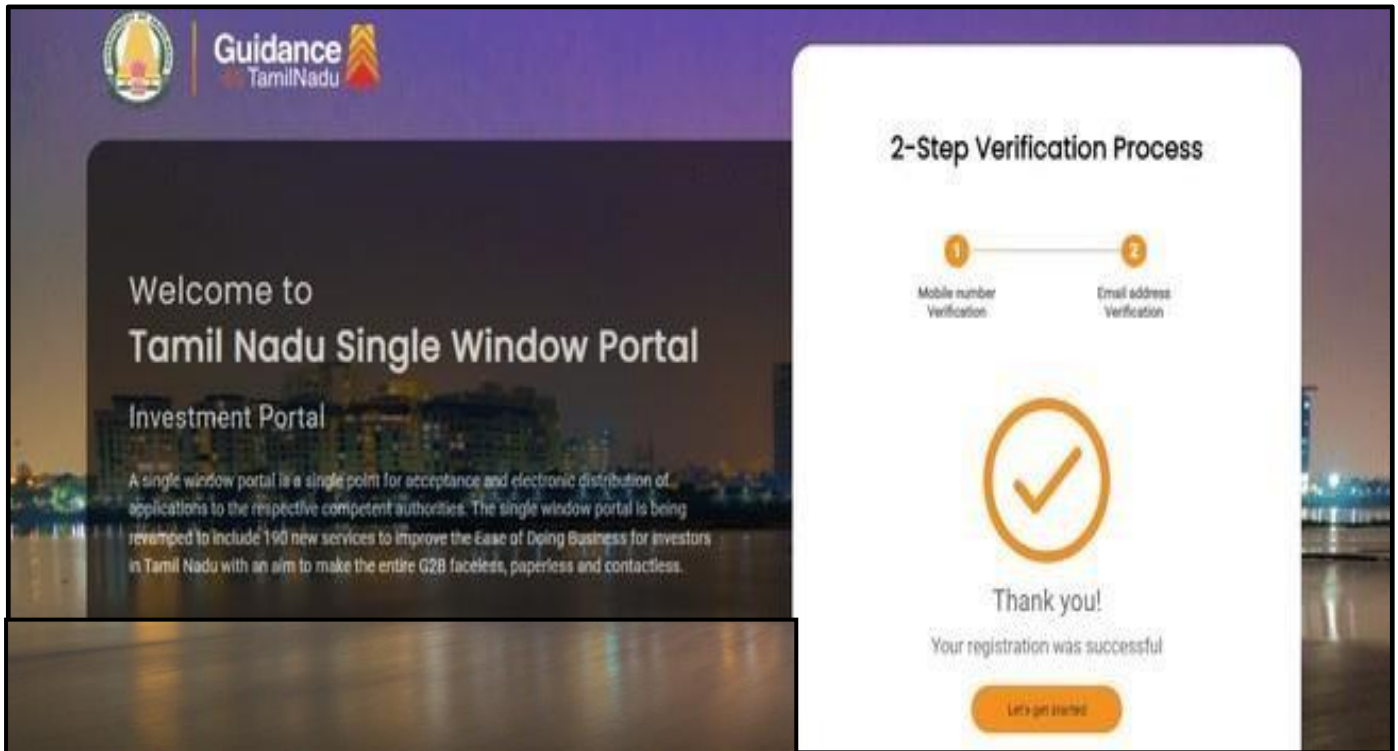 Guidance
TamilNadu
Welcome to
Tamil Nadu Single Window Portal
Investment Portal
A single window portal is a single point for acceptance and electronic distribution of
applications to the respective competent authorities. The single window portal is being
revamped to include 190 new services to improve the Ease of Doing Business for investors
in Tamil Nadu with an aim to make the entire G2B faceless, paperless and contactless.
2-Step Verification Process
1
2
Mobile number
Verification
Email address
Verification
Thank you!
Your registration was successful
Let's get started